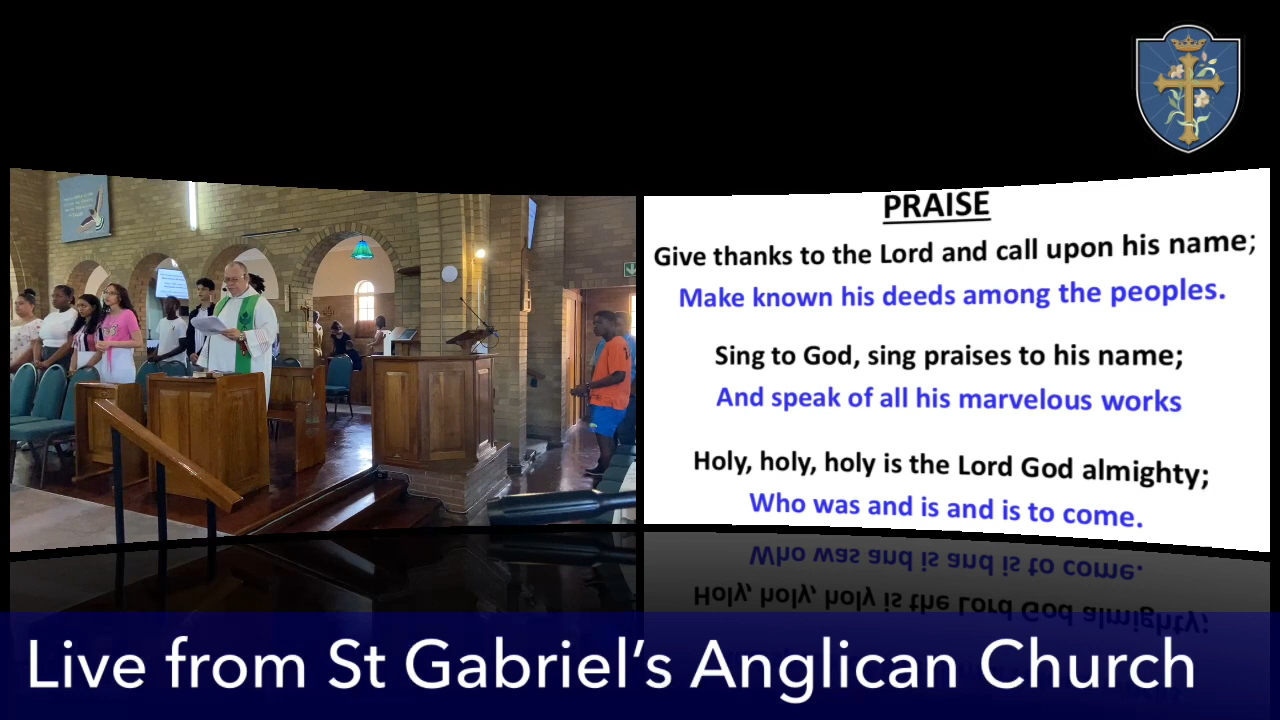 PRAISE
Give thanks to the Lord and call upon his name;
Make known his deeds among the peoples.
Sing to God, sing praises to his name;
And speak of all his marvelous works
Holy, holy, holy is the Lord God almighty;
Who was and is and is to come.
Live from St Gabriel's Anglican Church